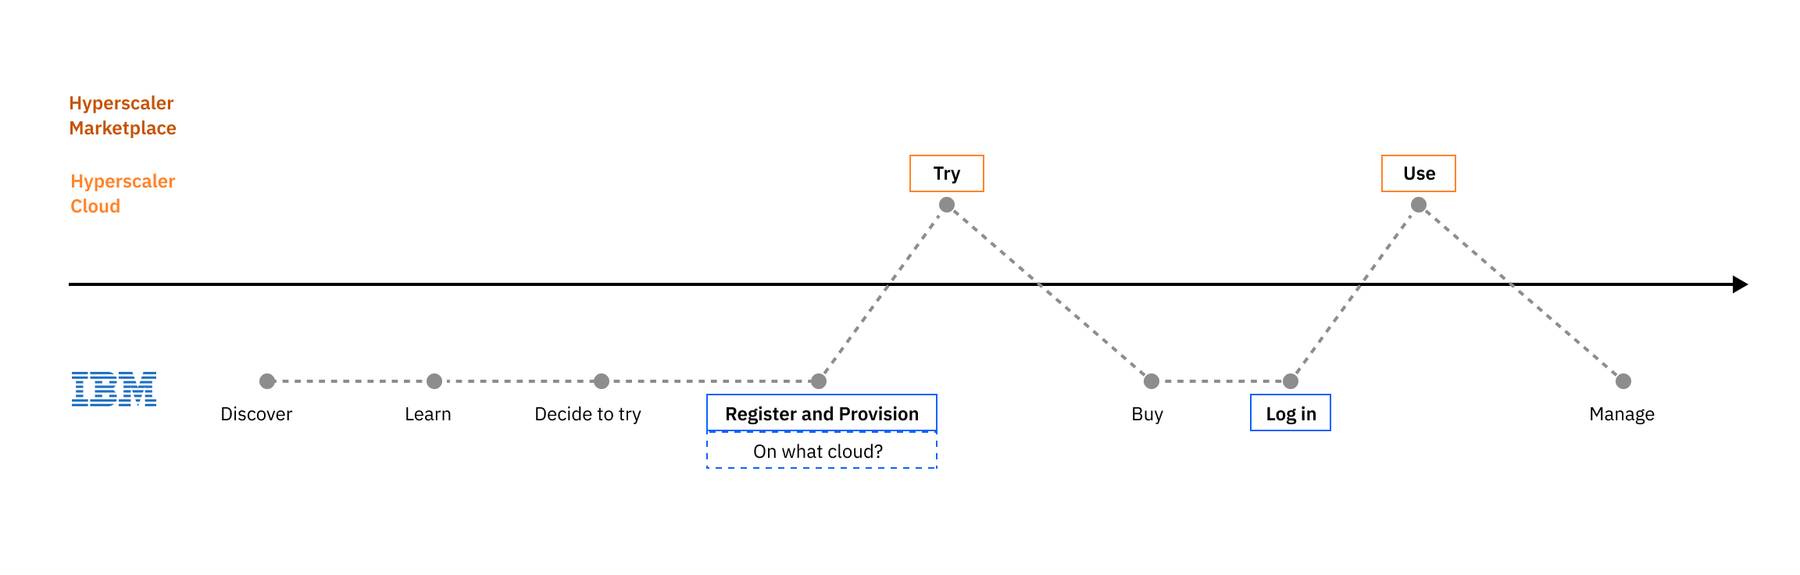 Hyperscaler
Marketplace
Hyperscaler
Cloud
Try
Use
IBM
Discover
Learn
Decide to try
Register and Provision
On what cloud?
Buy
Log in
Manage